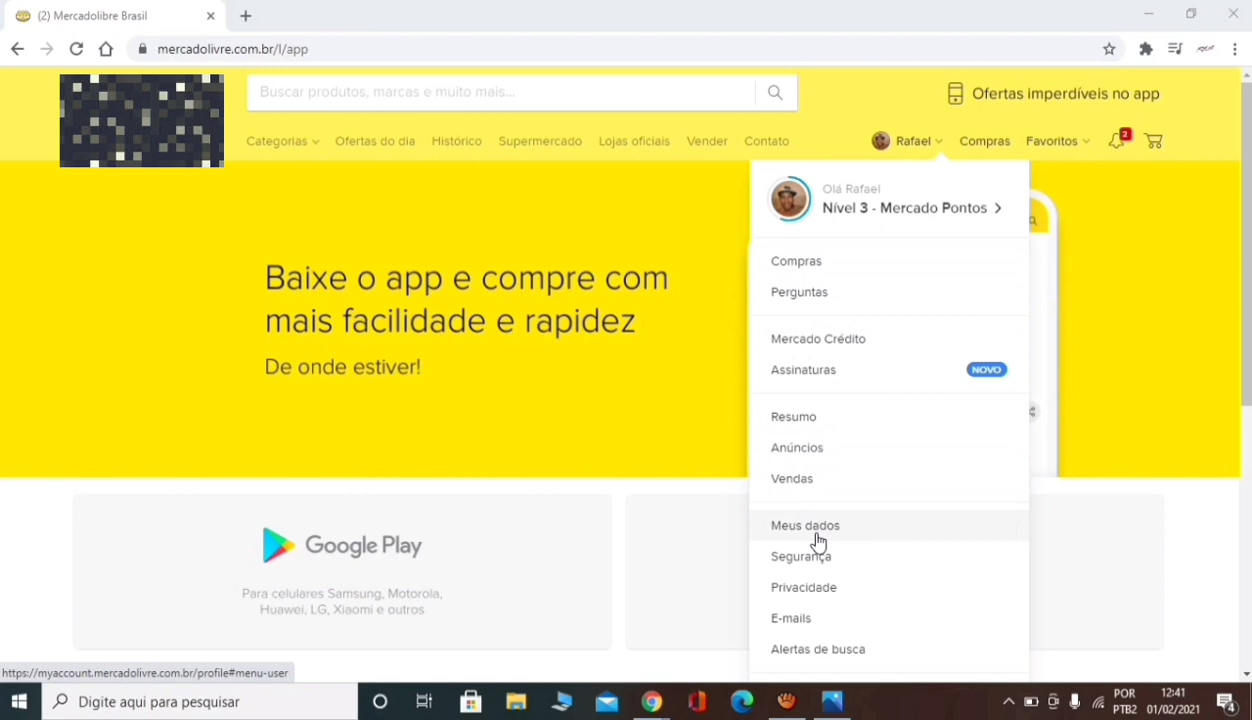 (2) Mercadolibre Brasil
mercadolivre.com.br/l/app
Buscar produtos, marcas e muito mais...
Ofertas imperdíveis no app
Categorias Ofertas do dia Histórico Supermercado Lojas oficiais Vender Contato Rafael Compras Favoritos 2
Olá Rafael
Nível 3 - Mercado Pontos
Compras
Perguntas
Mercado Crédito
Assinaturas NOVO
Resumo
Anúncios
Vendas
Meus dados
Segurança
Privacidade
E-mails
Alertas de busca
Baixe o app e compre com
mais facilidade e rapidez
De onde estiver!
Google Play
Para celulares Samsung, Motorola,
Huawei, LG, Xiaomi e outros
https://myaccount.mercadolivre.com.br/profile#menu-user
Digite aqui para pesquisar
POR
PTB2
12:41
01/02/2021
4